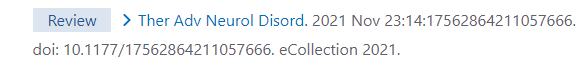 Review > Ther Adv Neurol Disord. 2021 Nov 23:14:17562864211057666.
doi: 10.1177/17562864211057666. eCollection 2021.